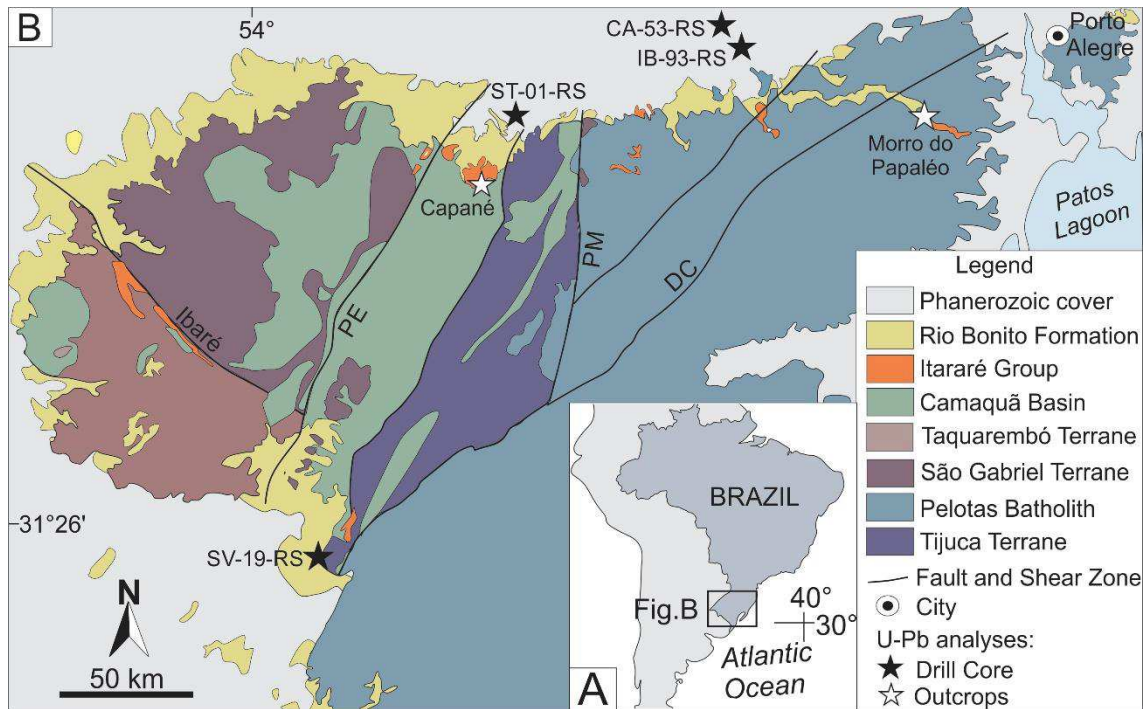 B
54°
CA-53-RS
IB-93-RS
Porto
Alegre
ST-01-RS
Morro do
Papaléo
Capané
Patos
Lagoon
PM
DC
PE
Ibaré
31°26'
SV-19-RS
N
50 km
Legend
Phanerozoic cover
Rio Bonito Formation
Itararé Group
Camaquã Basin
Taquarembó Terrane
São Gabriel Terrane
Pelotas Batholith
Tijuca Terrane
Fault and Shear Zone
City
U-Pb analyses:
Drill Core
Outcrops
BRAZIL
Fig.B
40°
30°
Atlantic
Ocean
A